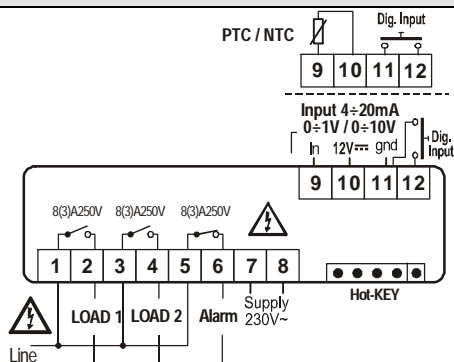 PTC / NTC
Dig. Input
9 10 11 12
Input 4÷20mA
0÷1V / 0÷10V
In 12V gnd
Dig.
Input
9 10 11 12
8(3)A250V 8(3)A250V 8(3)A250V
1 2 3 4 5 6 7 8
Hot-KEY
LOAD 1 LOAD 2 Alarm Supply
230V~
Line